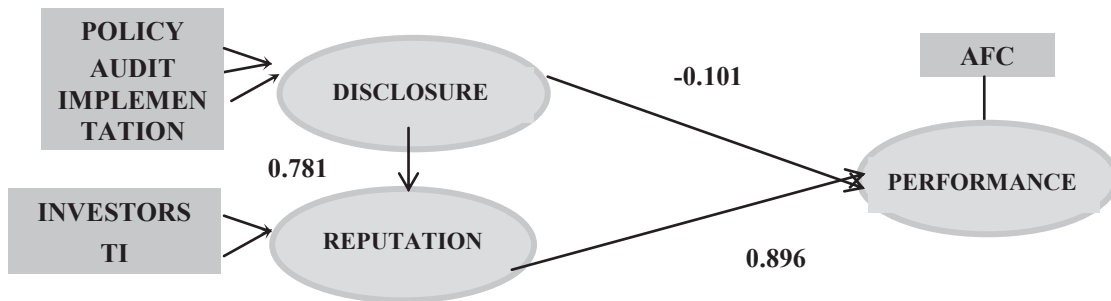 POLICY
AUDIT
IMPLEMEN
TATION
DISCLOSURE
-0.101
AFC
0.781
PERFORMANCE
INVESTORS
TI
REPUTATION
0.896